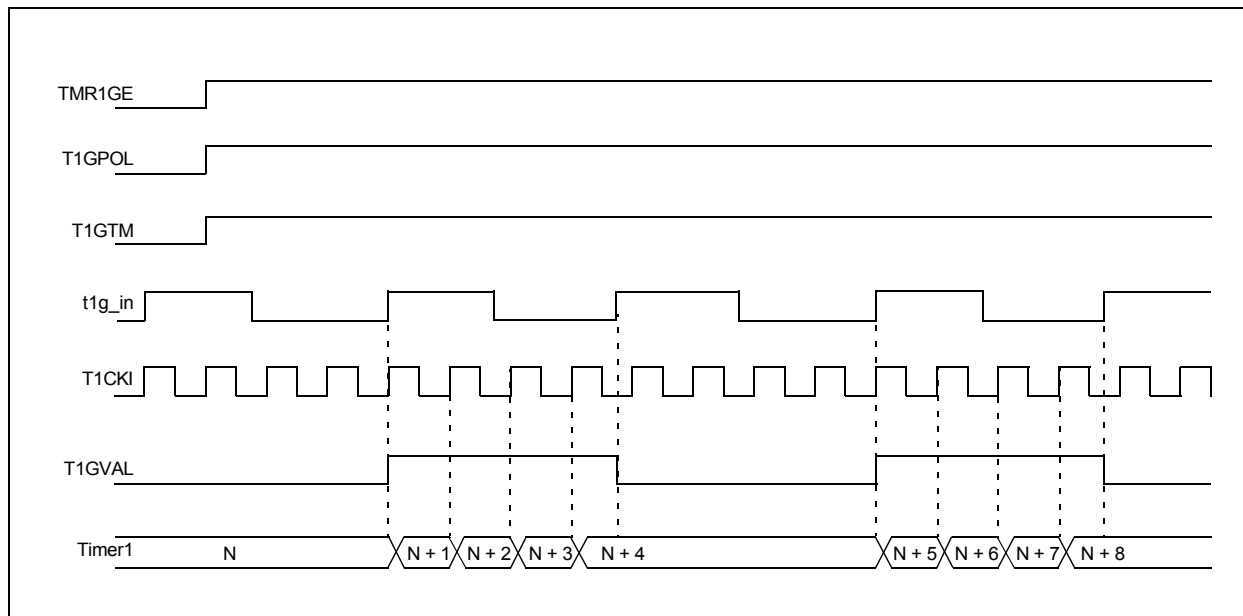 TMR1GE
T1GPOL
T1GTM
t1g_in
T1CKI
T1GVAL
Timer1 N N + 1 N + 2 N + 3 N + 4 N + 5 N + 6 N + 7 N + 8